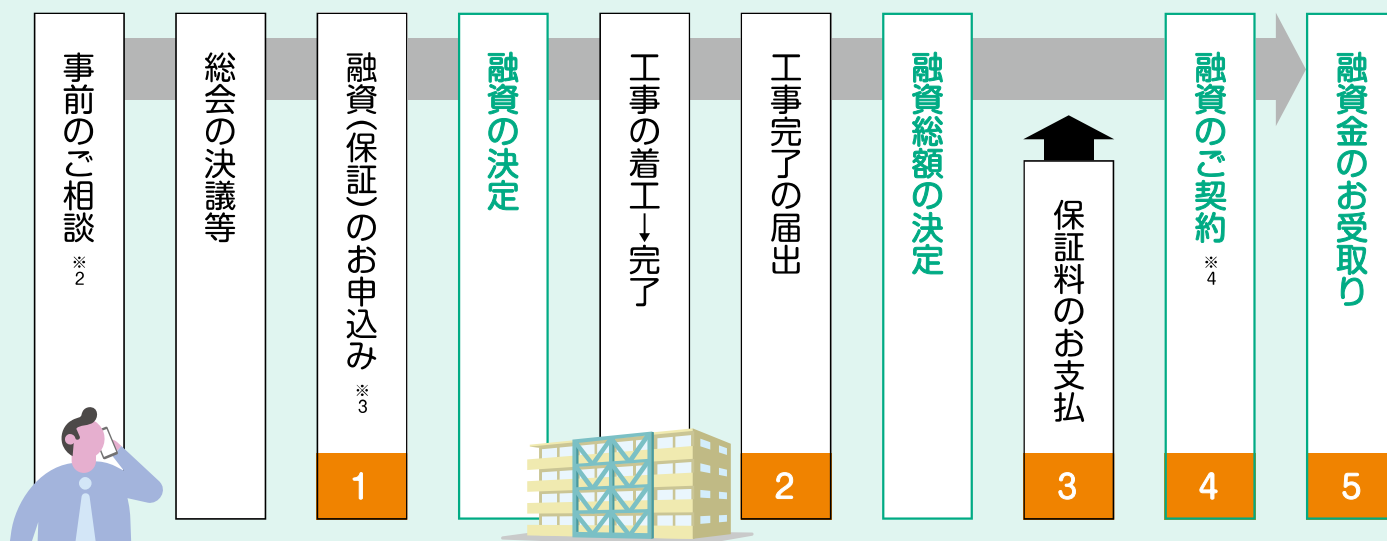 事前のご相談 ※2
総会の決議等
融資(保証)のお申込み ※3
1
融資の決定
工事の着工→完了
工事完了の届出
2
融資総額の決定
保証料のお支払
3
融資のご契約 ※4
4
融資金のお受取り
5